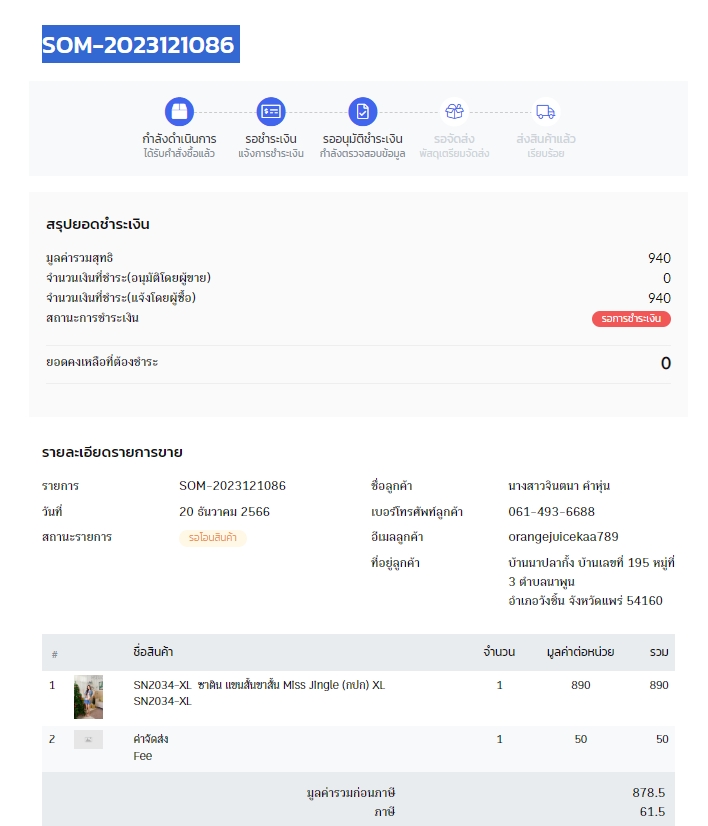 SOM-2023121086
กำลังดำเนินการ
ได้รับคำสั่งซื้อแล้ว
รอชำระเงิน
แจ้งการชำระเงิน
รออนุมัติชำระเงิน
กำลังตรวจสอบข้อมูล
รอจัดส่ง
พัสดุเตรียมจัดส่ง
ส่งสินค้าแล้ว
เรียบร้อย
สรุปยอดชำระเงิน
มูลค่ารวมสุทธิ 940
จำนวนเงินที่ชำระ(อนุมัติโดยผู้ขาย) 0
จำนวนเงินที่ชำระ(แจ้งโดยผู้ซื้อ) 940
สถานะการชำระเงิน รอการชำระเงิน
ยอดคงเหลือที่ต้องชำระ 0
รายละเอียดรายการขาย
รายการ SOM-2023121086
วันที่ 20 ธันวาคม 2566
สถานะรายการ รอโอนสินค้า
ชื่อลูกค้า นางสาวจินตนา คำหุ่น
เบอร์โทรศัพท์ลูกค้า 061-493-6688
อีเมลลูกค้า orangejuicekaa789
ที่อยู่ลูกค้า บ้านนาปลากั้ง บ้านเลขที่ 195 หมู่ที่
3 ตำบลนาพูน
อำเภอวังชิ้น จังหวัดแพร่ 54160
# ชื่อสินค้า จำนวน มูลค่าต่อหน่วย รวม
1 SN2034-XL ซาติน แขนสั้นขาสั้น Miss Jingle (กปก) XL 1 890 890
SN2034-XL
2 ค่าจัดส่ง 1 50 50
Fee
มูลค่ารวมก่อนภาษี 878.5
ภาษี 61.5